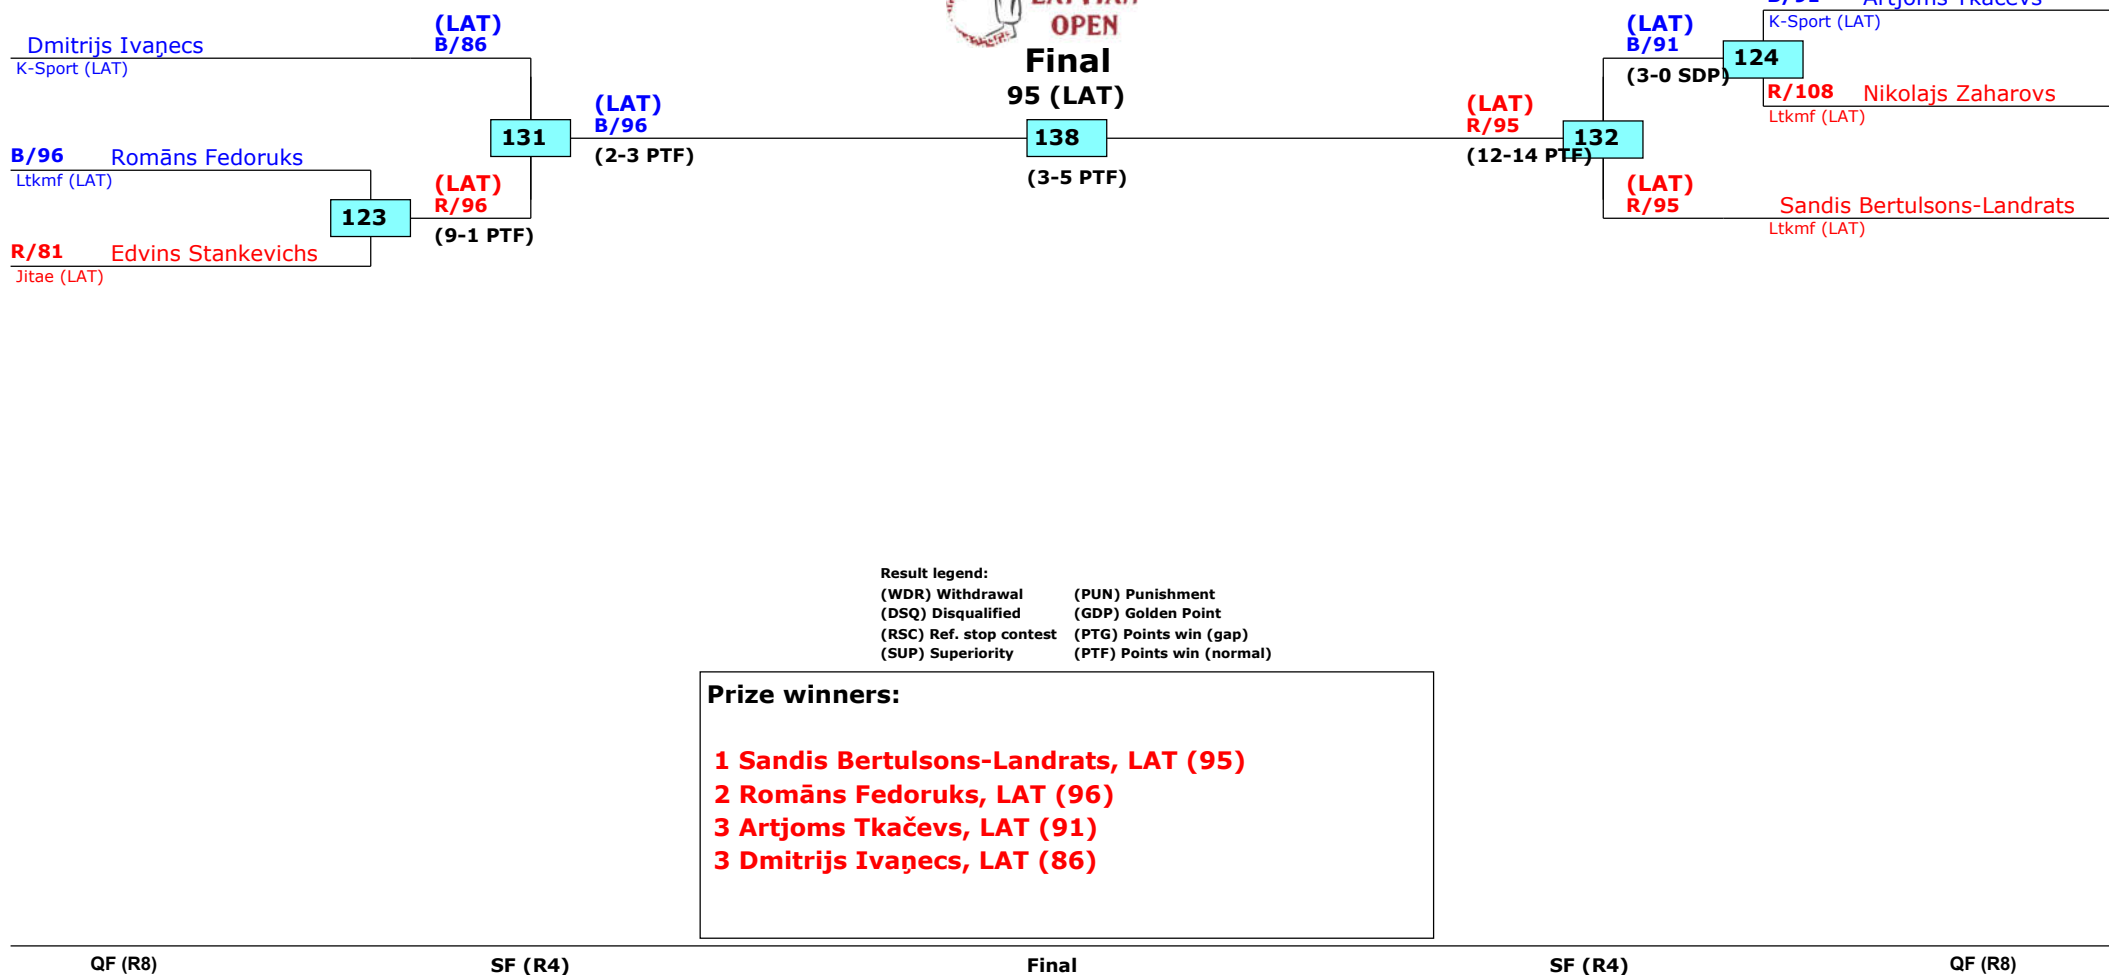 Dmitrijs Ivaņecs
K-Sport (LAT)
(LAT)
B/86
B/96 Romāns Fedoruks
Ltkmf (LAT)
R/81 Edvins Stankevichs
Jitae (LAT)
123
(LAT)
R/96
(9-1 PTF)
131
(LAT)
B/96
(2-3 PTF)
OPEN
Final
95 (LAT)
138
(3-5 PTF)
(LAT)
R/95
(12-14 PTF)
132
(LAT)
B/91
(3-0 SDP)
124
B/91 Artjoms Tkačevs
K-Sport (LAT)
R/108 Nikolajs Zaharovs
Ltkmf (LAT)
(LAT)
R/95
Sandis Bertulsons-Landrats
Ltkmf (LAT)
Result legend:
(WDR) Withdrawal (PUN) Punishment
(DSQ) Disqualified (GDP) Golden Point
(RSC) Ref. stop contest (PTG) Points win (gap)
(SUP) Superiority (PTF) Points win (normal)
Prize winners:
1 Sandis Bertulsons-Landrats, LAT (95)
2 Romāns Fedoruks, LAT (96)
3 Artjoms Tkačevs, LAT (91)
3 Dmitrijs Ivaņecs, LAT (86)
QF (R8) SF (R4) Final SF (R4) QF (R8)